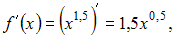 f'(x) = (x^{1,5})' = 1,5x^{0,5},